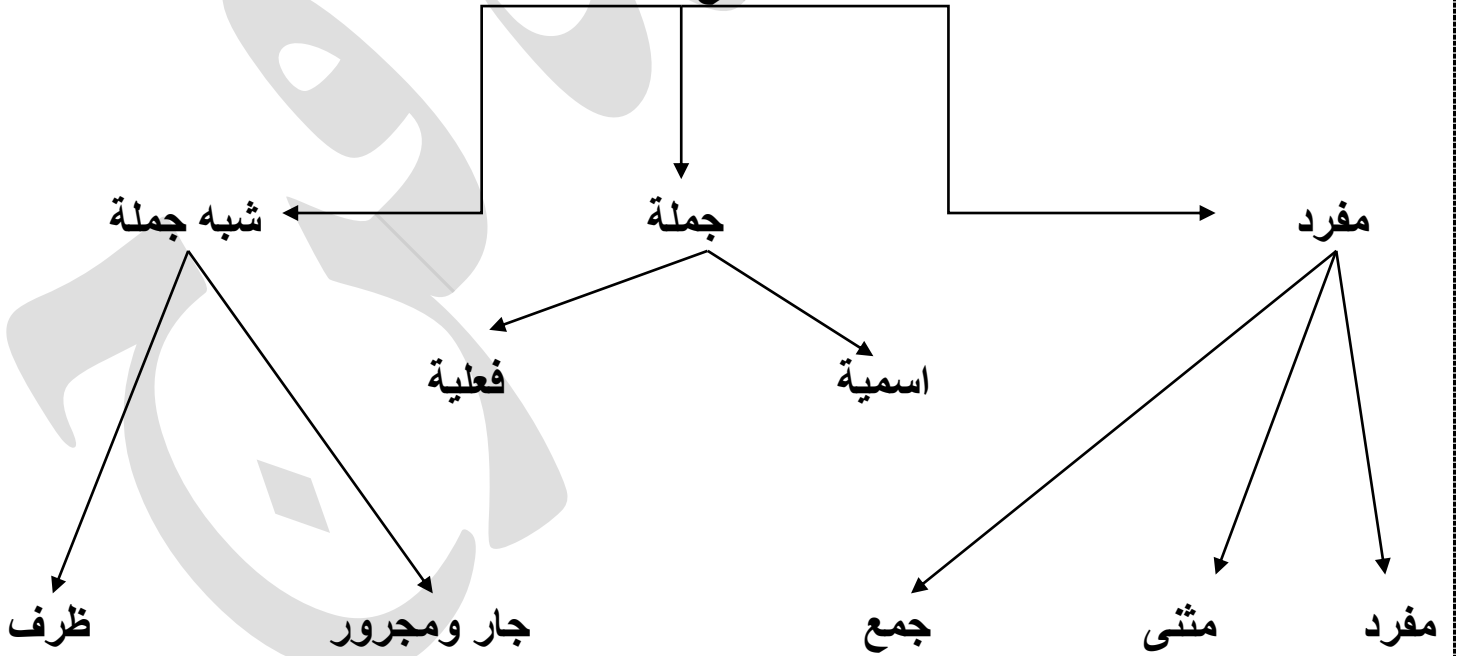 مفرد جملة شبه جملة
اسمية فعلية
مفرد مثنى جمع جار ومجرور ظرف